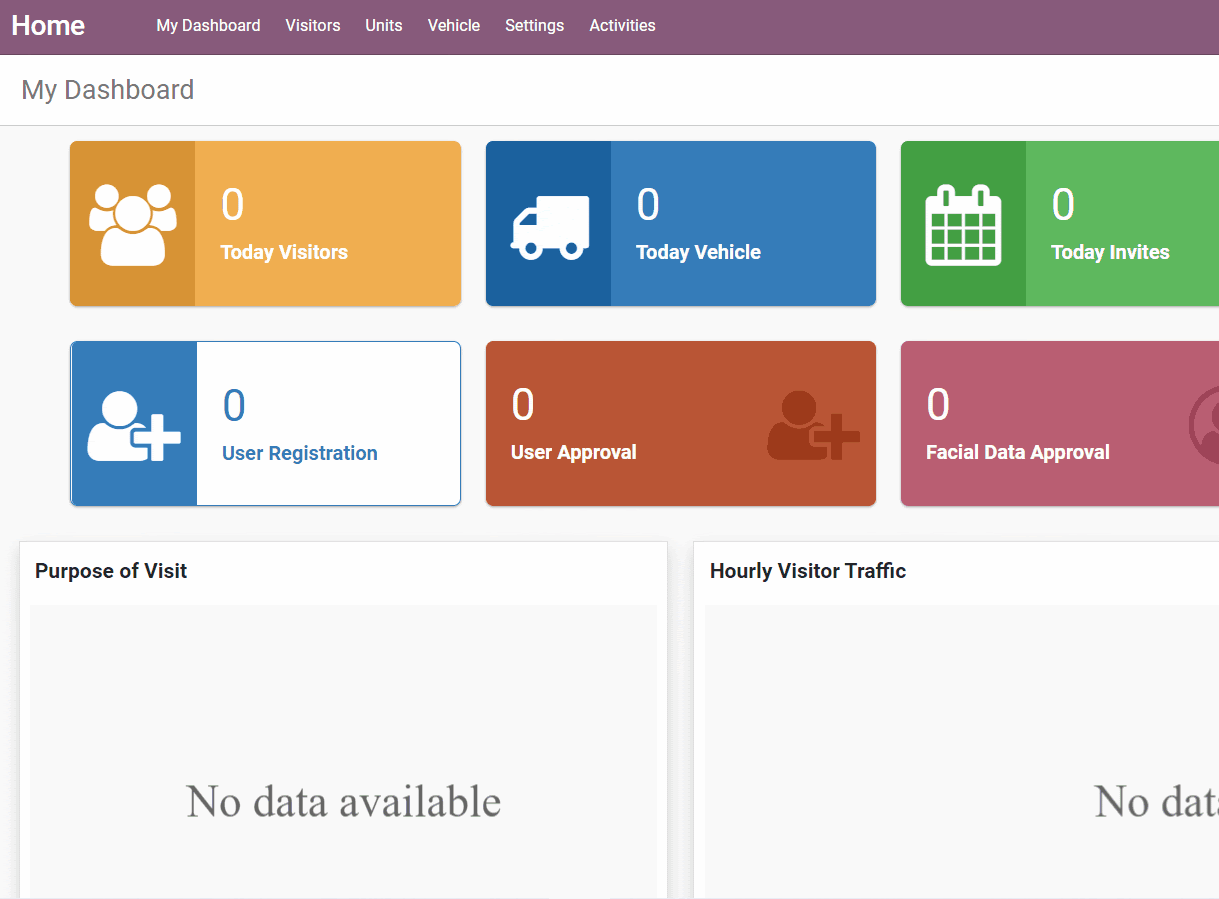 Home My Dashboard Visitors Units Vehicle Settings Activities
My Dashboard
0 0 0
Today Visitors Today Vehicle Today Invites
0 0 0
User Registration User Approval Facial Data Approval
Purpose of Visit Hourly Visitor Traffic
No data available No